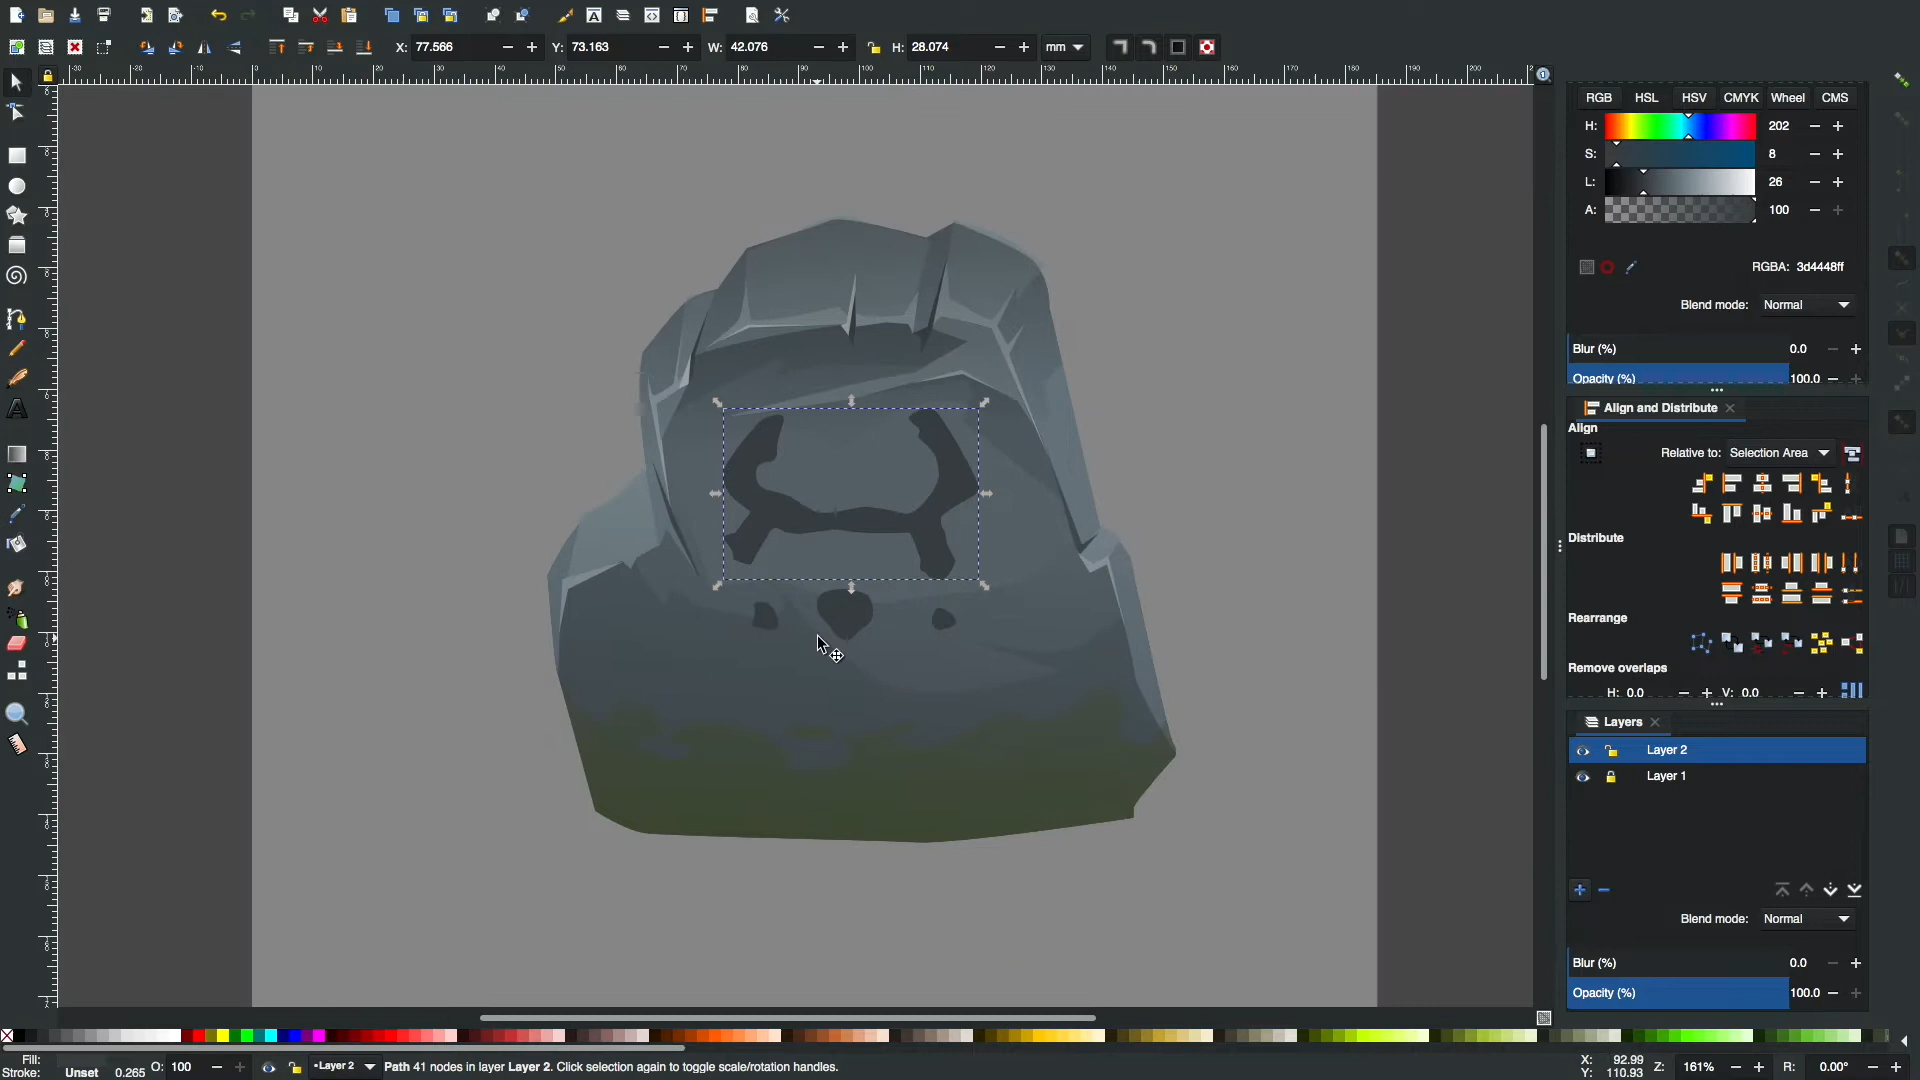 X: 77.566 Y: 73.163 W: 42.076 H: 28.074 mm
RGB HSL HSV CMYK Wheel CMS
H: 202
S: 8
L: 26
A: 100
RGBA: 3d4448ff
Blend mode: Normal
Blur (%) 0.0
Opacity (%) 100.0
Align and Distribute
Align
Relative to: Selection Area
Distribute
Rearrange
Remove overlaps
H: 0.0 V: 0.0
Layers
Layer 2
Layer 1
Blend mode: Normal
Blur (%) 0.0
Opacity (%) 100.0
Fill:
Stroke: Unset 0.265 O: 100 •Layer 2 Path 41 nodes in layer Layer 2. Click selection again to toggle scale/rotation handles.
X: 92.99
Y: 110.93
Z: 161% R: 0.00°